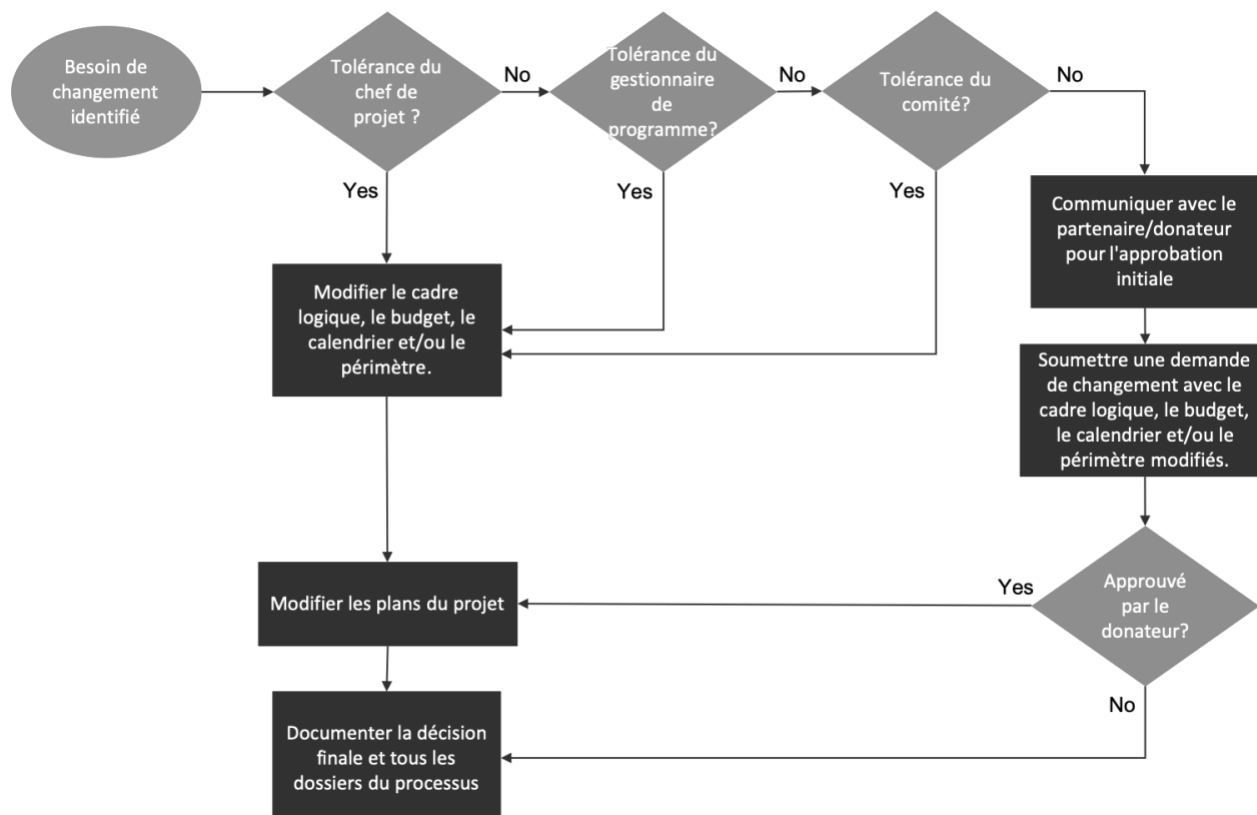 Besoin de
changement
identifié
Tolérance du
chef de
projet ?
No
Tolérance du
gestionnaire
de
programme?
No
Tolérance du
comité?
No
Yes
Yes
Yes
Communiquer avec le
partenaire/donateur
pour l'approbation
initiale
Modifier le cadre
logique, le budget, le
calendrier et/ou le
périmètre.
Soumettre une demande
de changement avec le
cadre logique, le budget,
le calendrier et/ou le
périmètre modifiés.
Approuvé
par le
donateur?
Yes
Modifier les plans du projet
No
Documenter la décision
finale et tous les
dossiers du processus